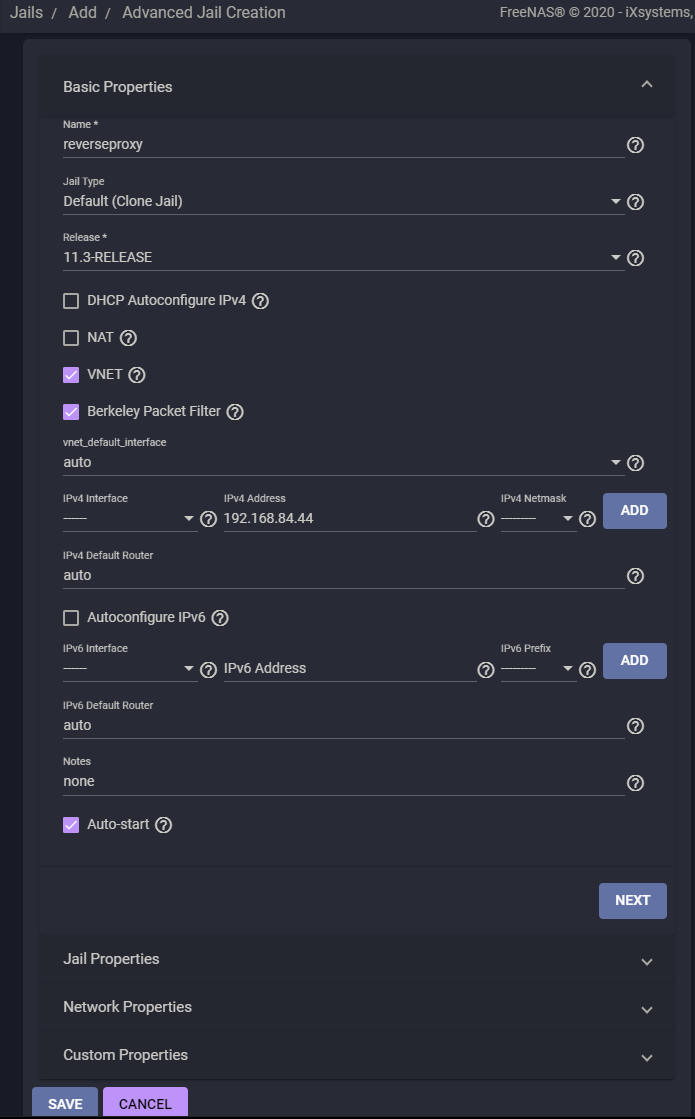 Jails / Add / Advanced Jail Creation FreeNAS® © 2020 - iXsystems,
Basic Properties
Name *
reverseproxy
Jail Type
Default (Clone Jail)
Release *
11.3-RELEASE
DHCP Autoconfigure IPv4
NAT
VNET
Berkeley Packet Filter
vnet_default_interface
auto
IPv4 Interface IPv4 Address IPv4 Netmask
------ 192.168.84.44 --------- ADD
IPv4 Default Router
auto
Autoconfigure IPv6
IPv6 Interface IPv6 Prefix
------ IPv6 Address --------- ADD
IPv6 Default Router
auto
Notes
none
Auto-start
NEXT
Jail Properties
Network Properties
Custom Properties
SAVE CANCEL